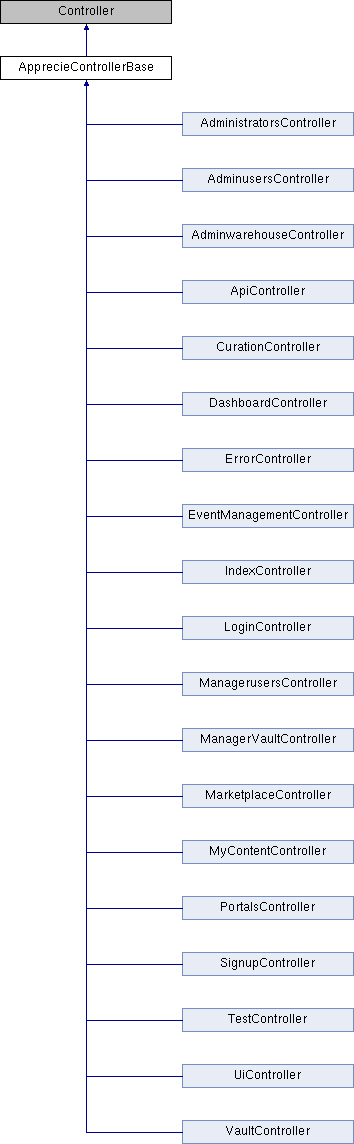 Controller
ApprecieControllerBase
AdministratorsController
AdminusersController
AdminwarehouseController
ApiController
CurationController
DashboardController
ErrorController
EventManagementController
IndexController
LoginController
ManagerusersController
ManagerVaultController
MarketplaceController
MyContentController
PortalsController
SignupController
TestController
UiController
VaultController